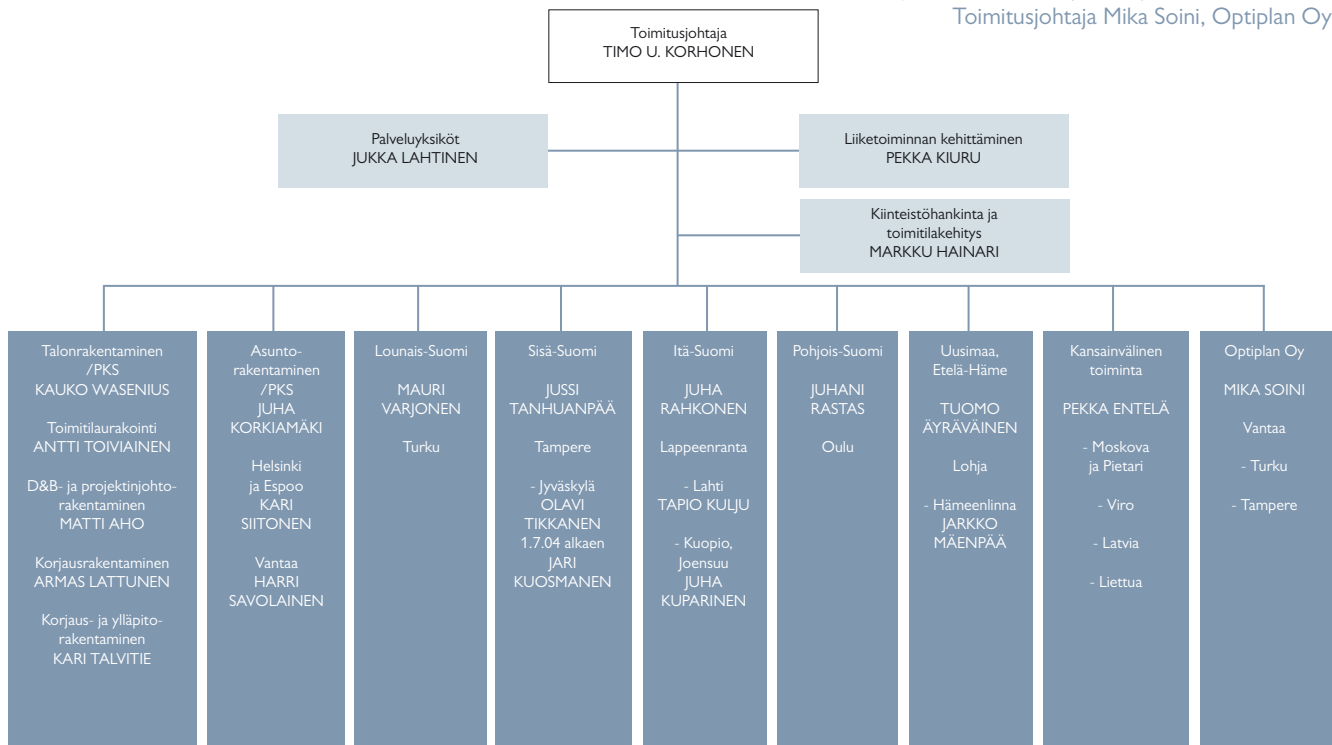 Toimitusjohtaja Mika Soini, Optiplan Oy
Toimitusjohtaja
TIMO U. KORHONEN
Palveluyksiköt
JUKKA LAHTINEN
Liiketoiminnan kehittäminen
PEKKA KIURU
Kiinteistöhankinta ja
toimitilakehitys
MARKKU HAINARI
Talonrakentaminen
/PKS
KAUKO WASENIUS
Toimitilaurakointi
ANTTI TOIVIAINEN
D&B- ja projektinjohto-
rakentaminen
MATTI AHO
Korjausrakentaminen
ARMAS LATTUNEN
Korjaus- ja ylläpito-
rakentaminen
KARI TALVITIE
Asunto-
rakentaminen
/PKS
JUHA
KORKIAMÄKI
Helsinki
ja Espoo
KARI
SIITONEN
Vantaa
HARRI
SAVOLAINEN
Lounais-Suomi
MAURI
VARJONEN
Turku
Sisä-Suomi
JUSSI
TANHUANPÄÄ
Tampere
- Jyväskylä
OLAVI
TIKKANEN
1.7.04 alkaen
JARI
KUOSMANEN
Itä-Suomi
JUHA
RAHKONEN
Lappeenranta
- Lahti
TAPIO KULJU
- Kuopio,
Joensuu
JUHA
KUPARINEN
Pohjois-Suomi
JUHANI
RASTAS
Oulu
Uusimaa,
Etelä-Häme
TUOMO
ÄYRÄVÄINEN
Lohja
- Hämeenlinna
JARKKO
MÄENPÄÄ
Kansainvälinen
toiminta
PEKKA ENTELÄ
- Moskova
ja Pietari
- Viro
- Latvia
- Liettua
Optiplan Oy
MIKA SOINI
Vantaa
- Turku
- Tampere